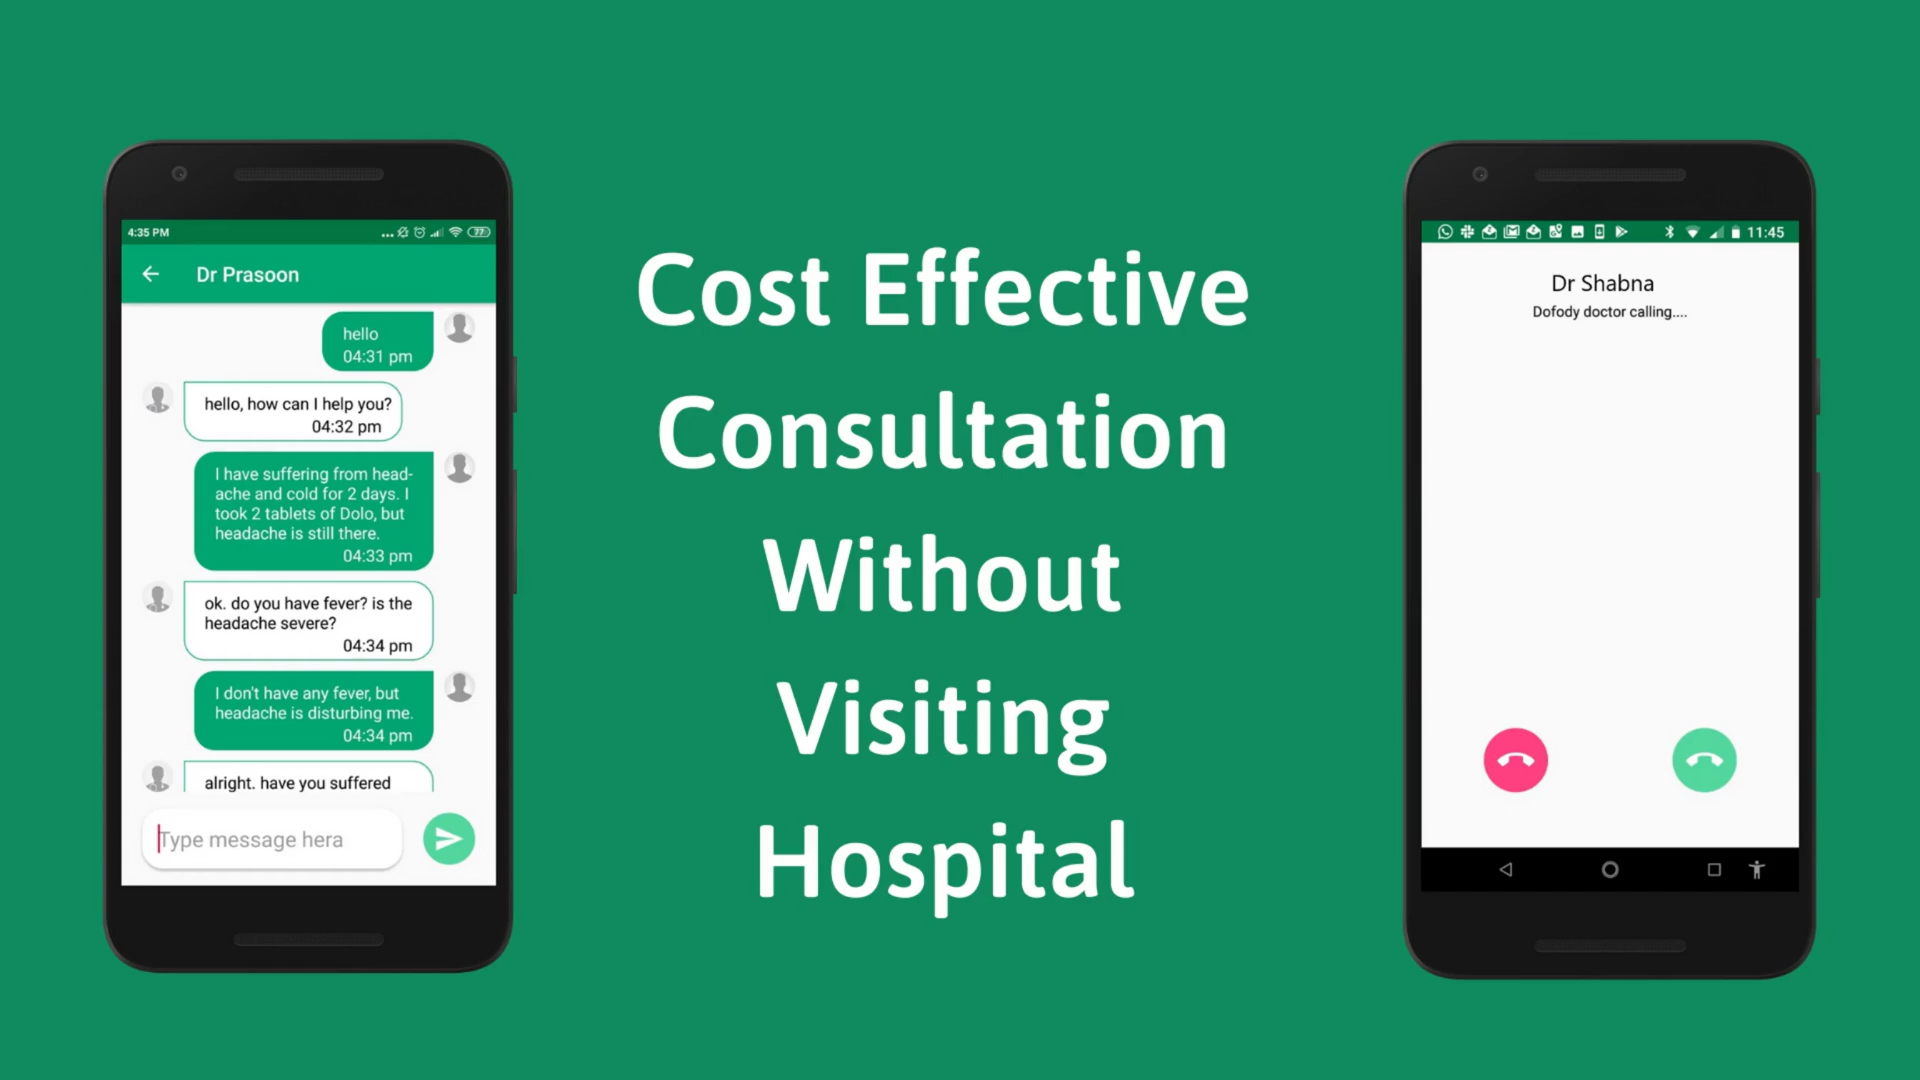 4:35 PM
77
Dr Prasoon
hello
04:31 pm
hello, how can I help you?
04:32 pm
I have suffering from head-
ache and cold for 2 days. I
took 2 tablets of Dolo, but
headache is still there.
04:33 pm
ok. do you have fever? is the
headache severe?
04:34 pm
I don't have any fever, but
headache is disturbing me.
04:34 pm
alright. have you suffered
Type message hera
Cost Effective
Consultation
Without
Visiting
Hospital
11:45
Dr Shabna
Dofody doctor calling....